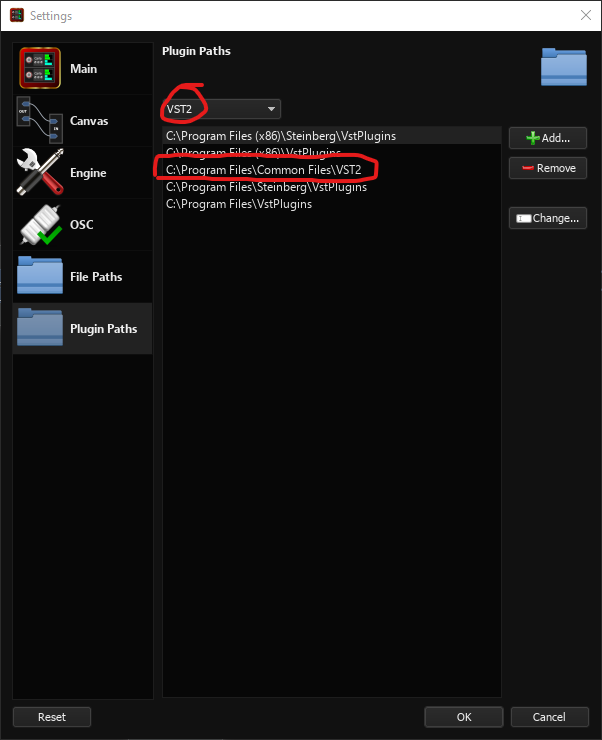 Settings
Main
Canvas
Engine
OSC
File Paths
Plugin Paths
Plugin Paths
VST2
C:\Program Files (x86)\Steinberg\VstPlugins
C:\Program Files (x86)\VstPlugins
C:\Program Files\Common Files\VST2
C:\Program Files\Steinberg\VstPlugins
C:\Program Files\VstPlugins
Add...
Remove
Change...
Reset
OK
Cancel